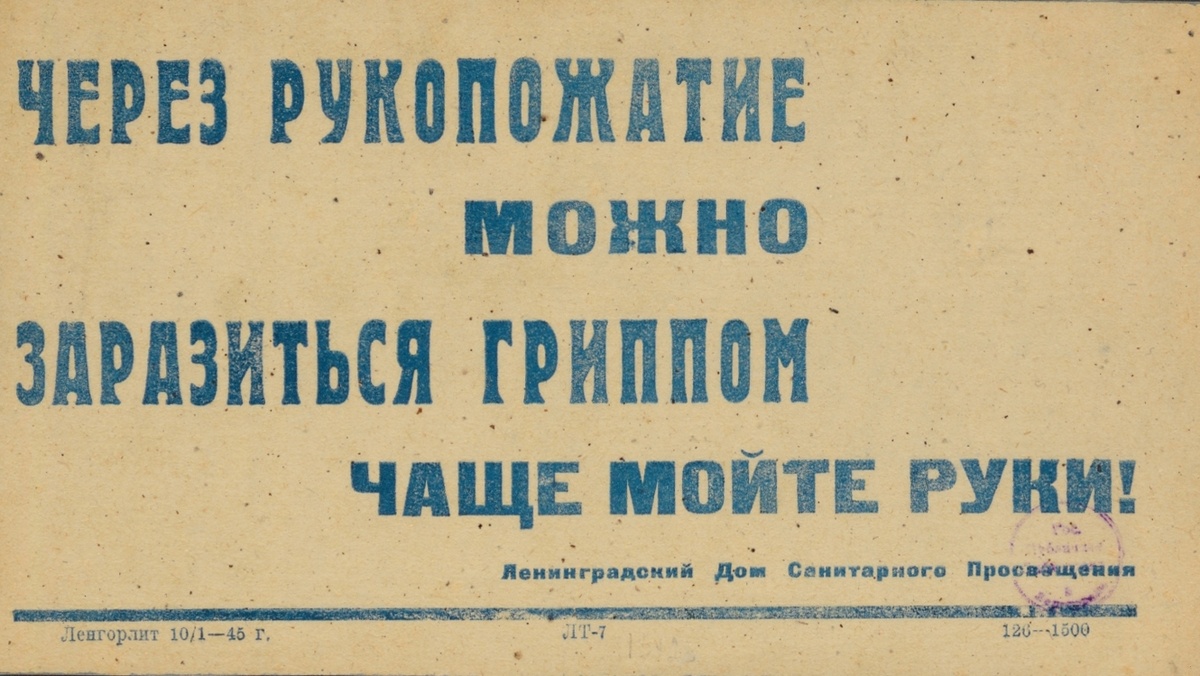 ЧЕРЕЗ РУКОПОЖАТИЕ
МОЖНО
ЗАРАЗИТЬСЯ ГРИППОМ
ЧАЩЕ МОЙТЕ РУКИ!
Ленинградский Дом Санитарного Просвещения
Ленгорлит 10/1—45 г. ЛТ-7 126—1500